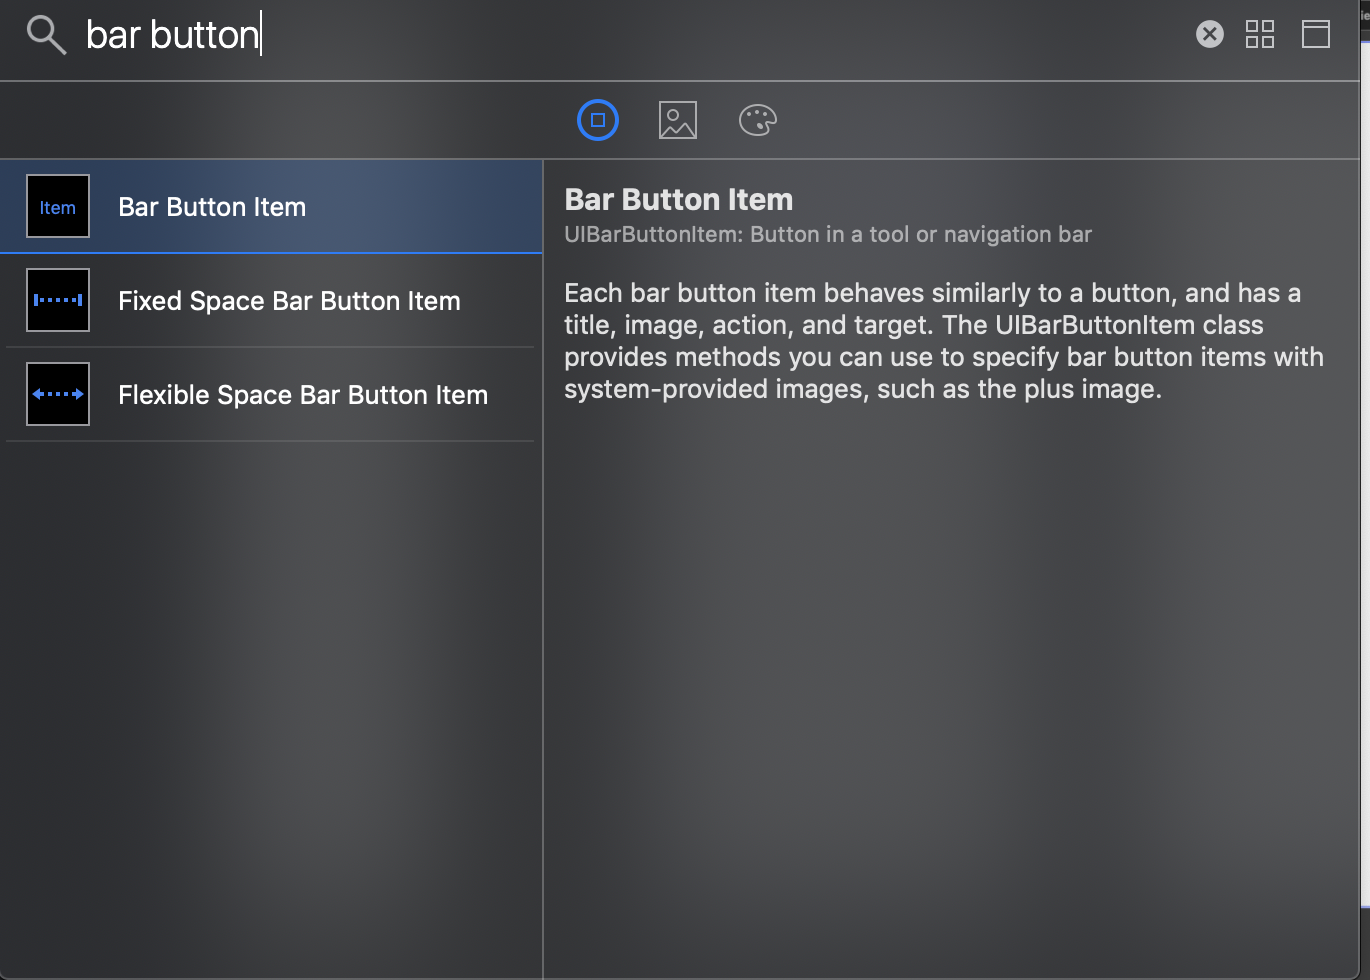 bar button
Item
Bar Button Item
Fixed Space Bar Button Item
Flexible Space Bar Button Item
Bar Button Item
UIBarButtonItem: Button in a tool or navigation bar
Each bar button item behaves similarly to a button, and has a
title, image, action, and target. The UIBarButtonItem class
provides methods you can use to specify bar button items with
system-provided images, such as the plus image.